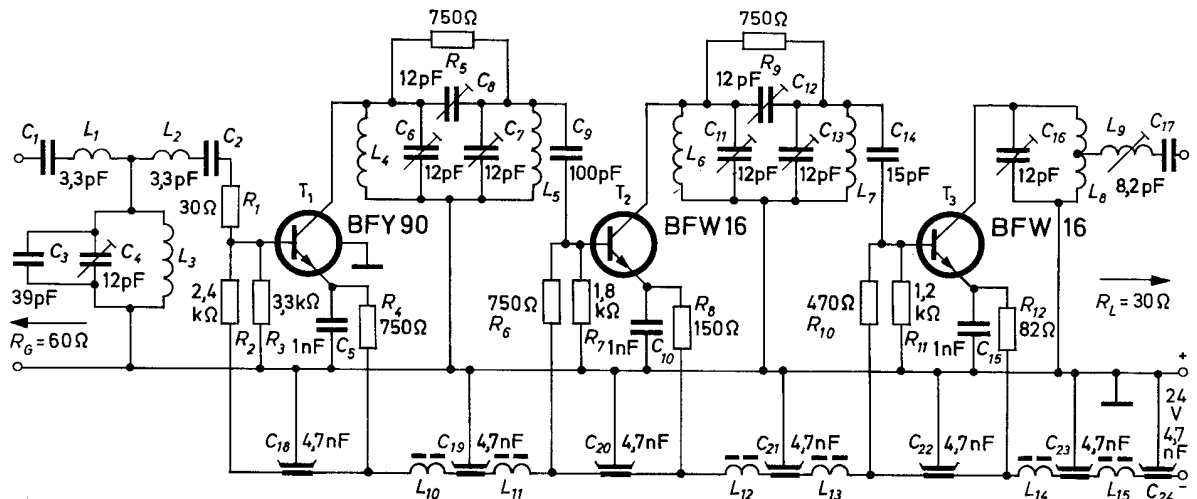 750Ω
R5
12pF
C8
C6
C7
L4
12pF
12pF
L5
C9
100pF
750Ω
R9
12pF
C12
C11
C13
L6
12pF
12pF
L7
C14
15pF
C16
12pF
L8
L9
C17
8,2pF
C1
L1
L2
C2
3,3pF
3,3pF
30Ω
R1
T1
BFY 90
T2
BFW16
T3
BFW 16
C3
C4
L3
12pF
39pF
RG = 60Ω
2,4
kΩ
R2
33kΩ
R3
1nF
C5
R4
750Ω
750Ω
R6
1,8
kΩ
R7
1nF
C10
R8
150Ω
470Ω
R10
1,2
kΩ
R11
1nF
C15
R12
82Ω
RL = 30Ω
+
24
V
4,7
nF
−
C18
4,7nF
C19
4,7nF
C20
4,7nF
C21
4,7nF
C22
4,7nF
C23
4,7nF
L10
L11
L12
L13
L14
L15
C24